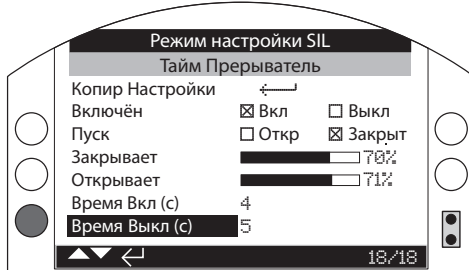 Режим настройки SIL
Тайм Прерыватель
Копир Настройки
Включён ☒ Вкл ☐ Выкл
Пуск ☐ Откр ☒ Закрыт
Закрывает 70%
Открывает 71%
Время Вкл (с) 4
Время Выкл (с) 5
18/18